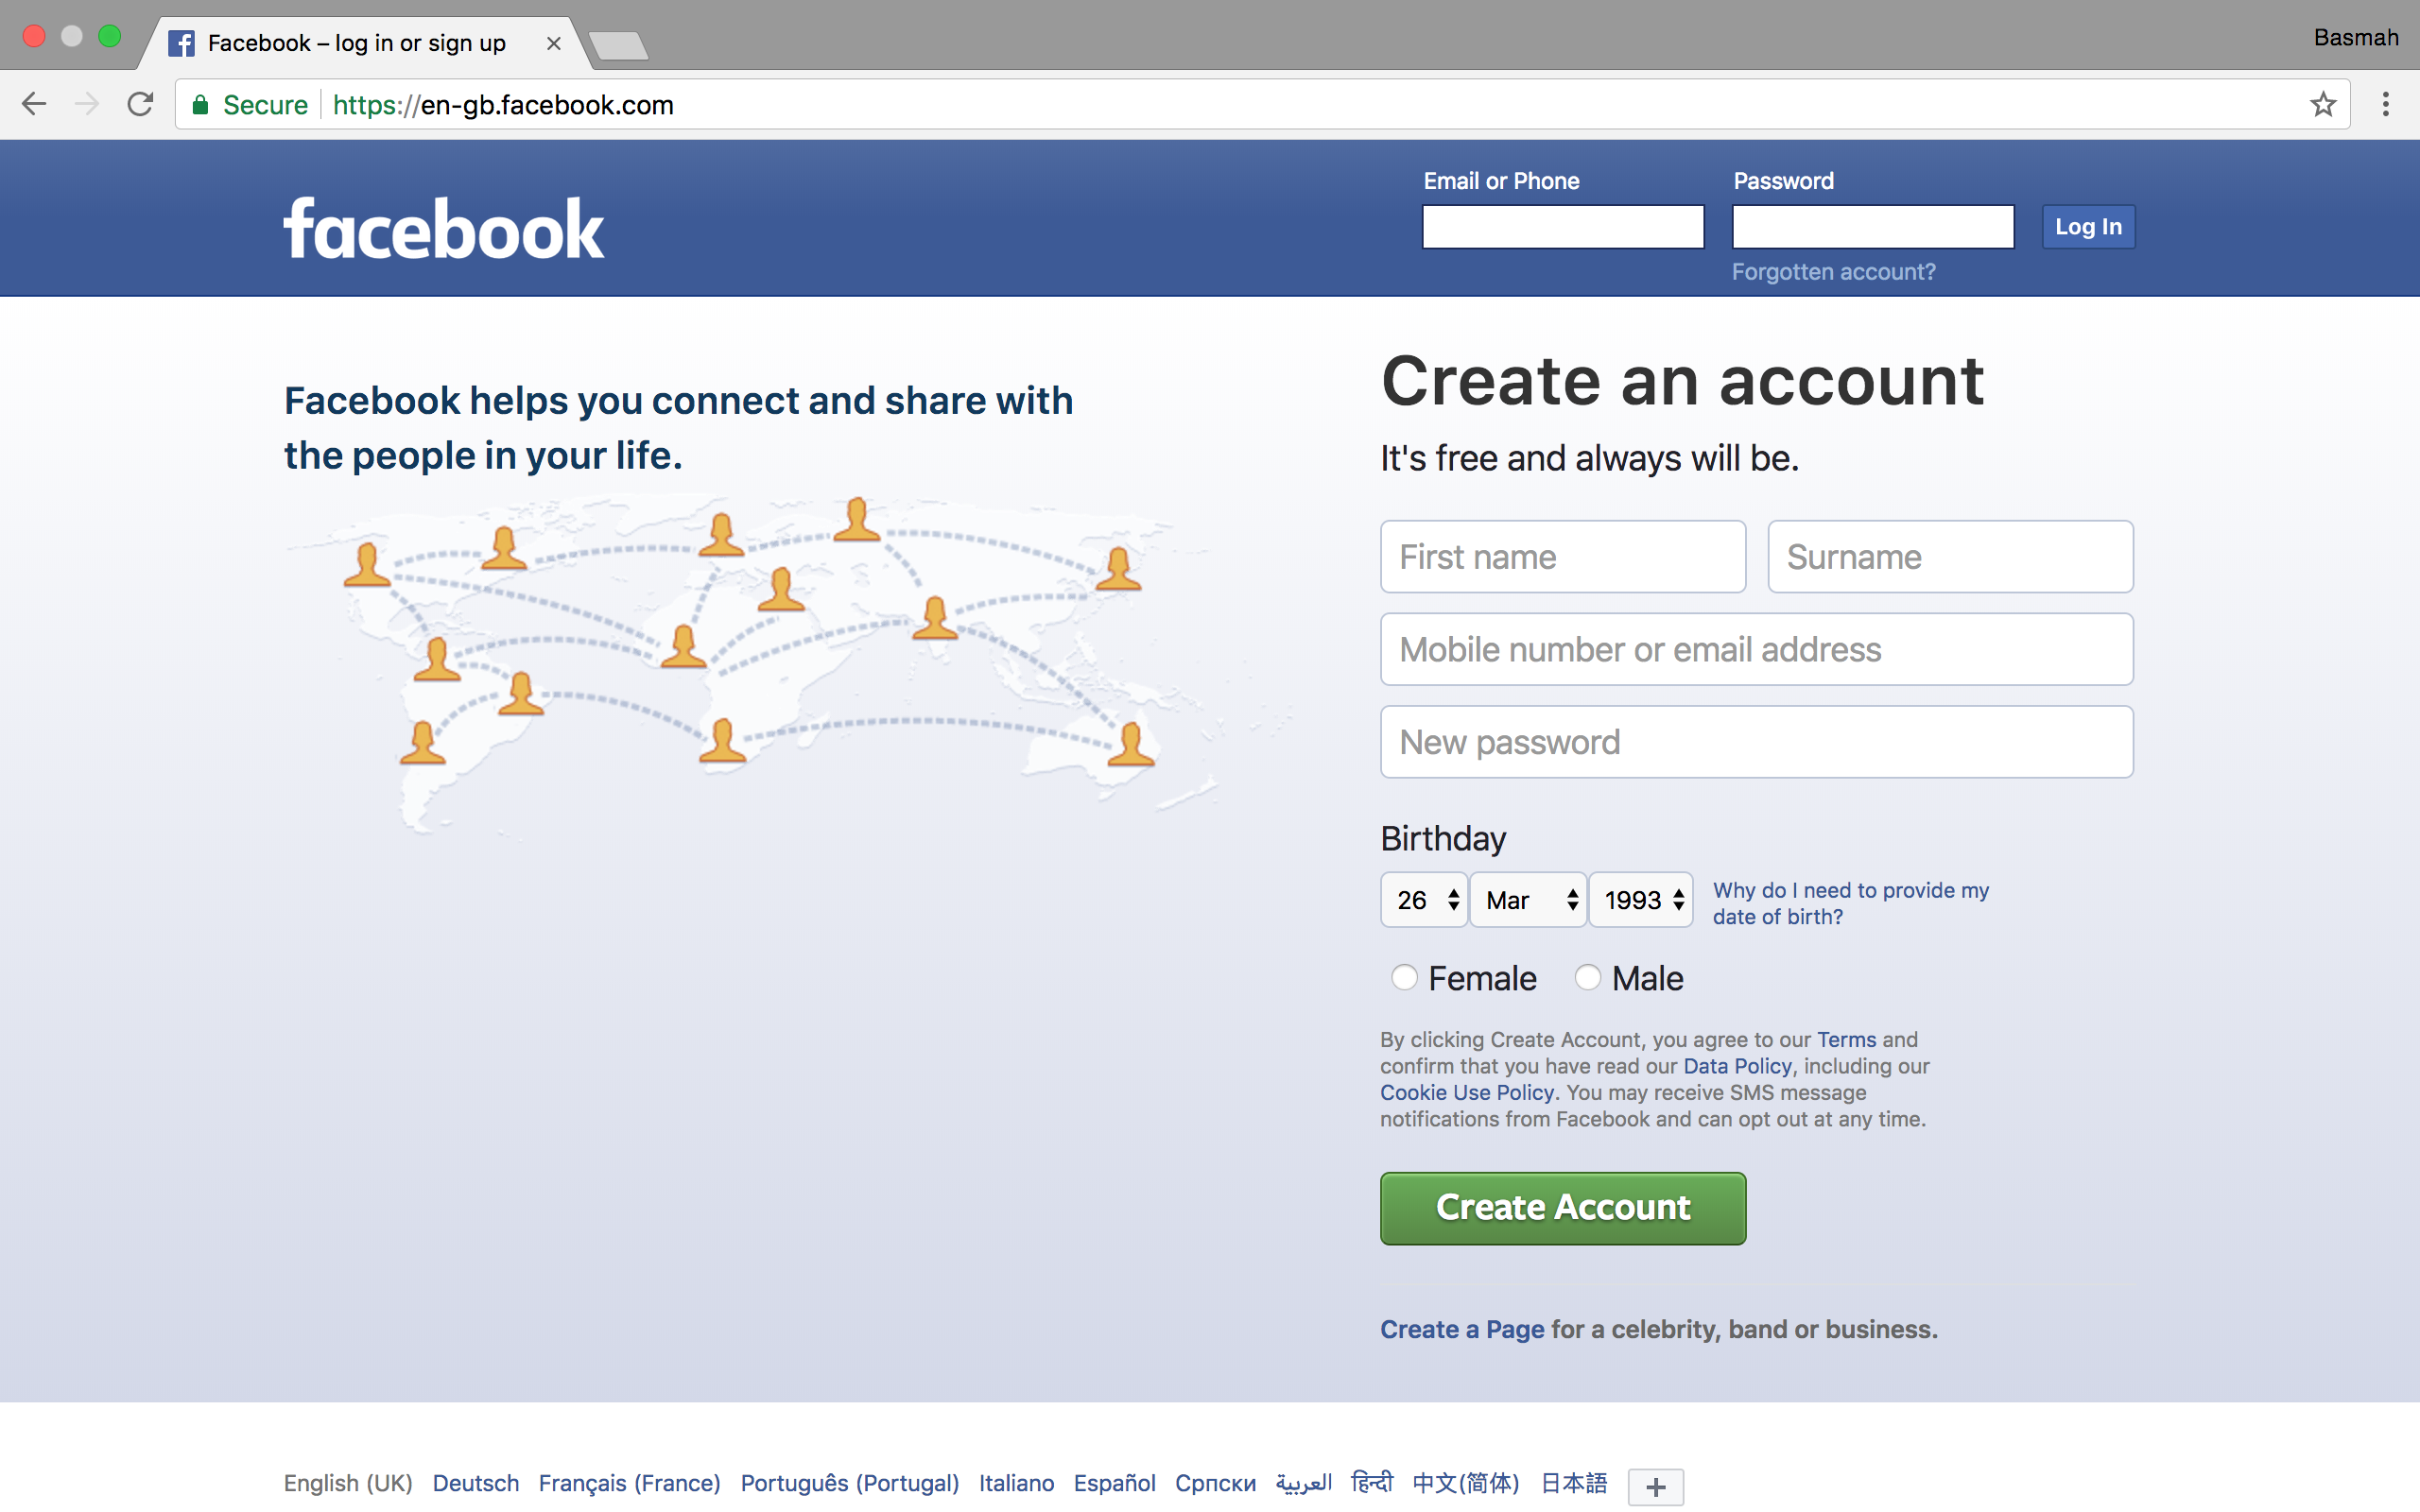 Facebook – log in or sign up
Basmah
Secure https://en-gb.facebook.com
facebook
Email or Phone
Password
Log In
Forgotten account?
Facebook helps you connect and share with
the people in your life.
Create an account
It's free and always will be.
First name
Surname
Mobile number or email address
New password
Birthday
26
Mar
1993
Why do I need to provide my
date of birth?
Female
Male
By clicking Create Account, you agree to our Terms and
confirm that you have read our Data Policy, including our
Cookie Use Policy. You may receive SMS message
notifications from Facebook and can opt out at any time.
Create Account
Create a Page for a celebrity, band or business.
English (UK) Deutsch Français (France) Português (Portugal) Italiano Español Српски العربية हिन्दी 中文(简体) 日本語